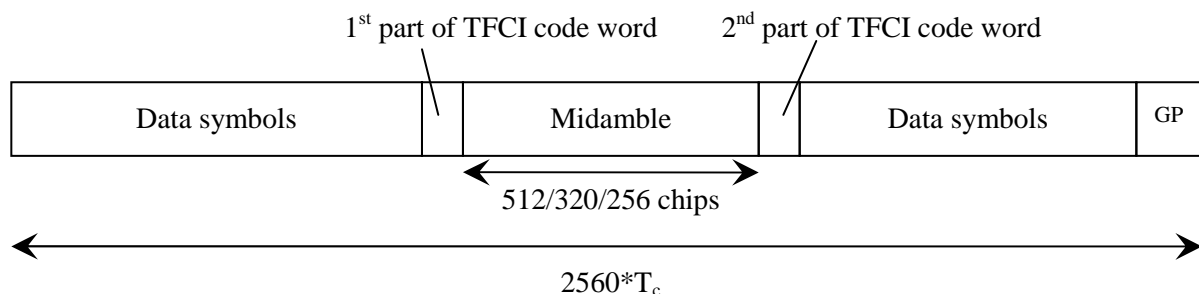 1st part of TFCI code word 2nd part of TFCI code word
Data symbols Midamble Data symbols GP
512/320/256 chips
2560*Tc